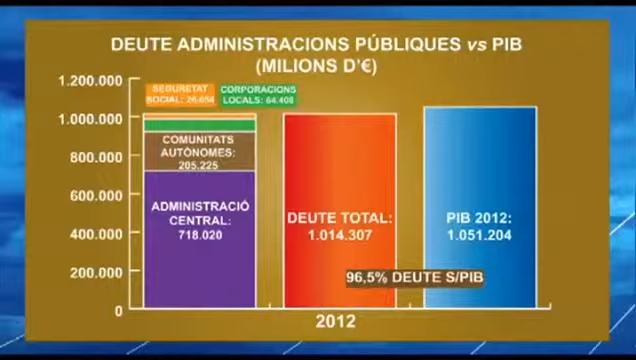 DEUTE ADMINISTRACIONS PÚBLIQUES vs PIB
(MILIONS D'€)
1.200.000
1.000.000
800.000
600.000
400.000
200.000
0
SEGURETAT
SOCIAL: 26.654
CORPORACIONS
LOCALS: 64.408
COMUNITATS
AUTÒNOMES:
205.225
ADMINISTRACIÓ
CENTRAL:
718.020
DEUTE TOTAL:
1.014.307
PIB 2012:
1.051.204
96,5% DEUTE S/PIB
2012